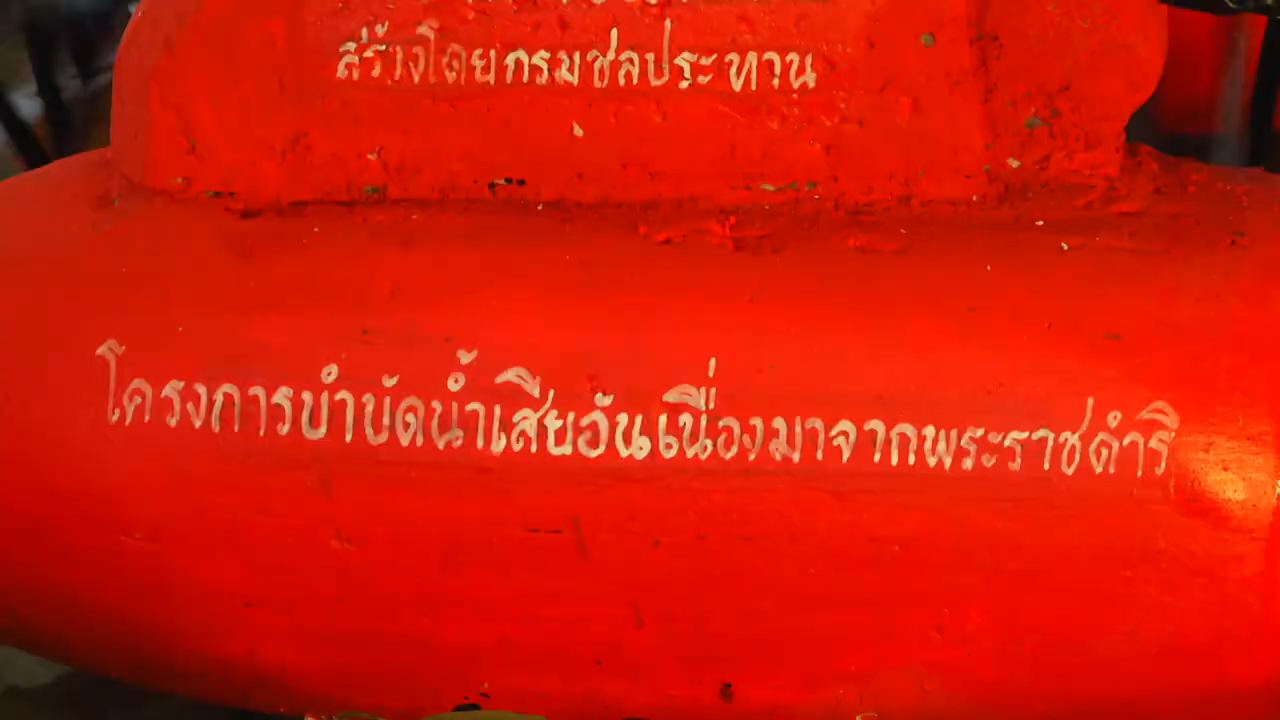 สร้างโดยกรมชลประทาน
โครงการบำบัดน้ำเสียอันเนื่องมาจากพระราชดำริ